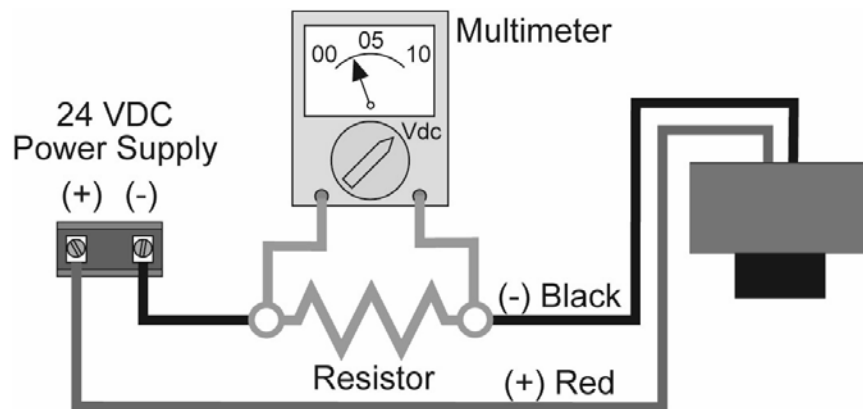 Multimeter
00 05 10
Vdc
24 VDC
Power Supply
(+) (-)
(-) Black
Resistor
(+) Red